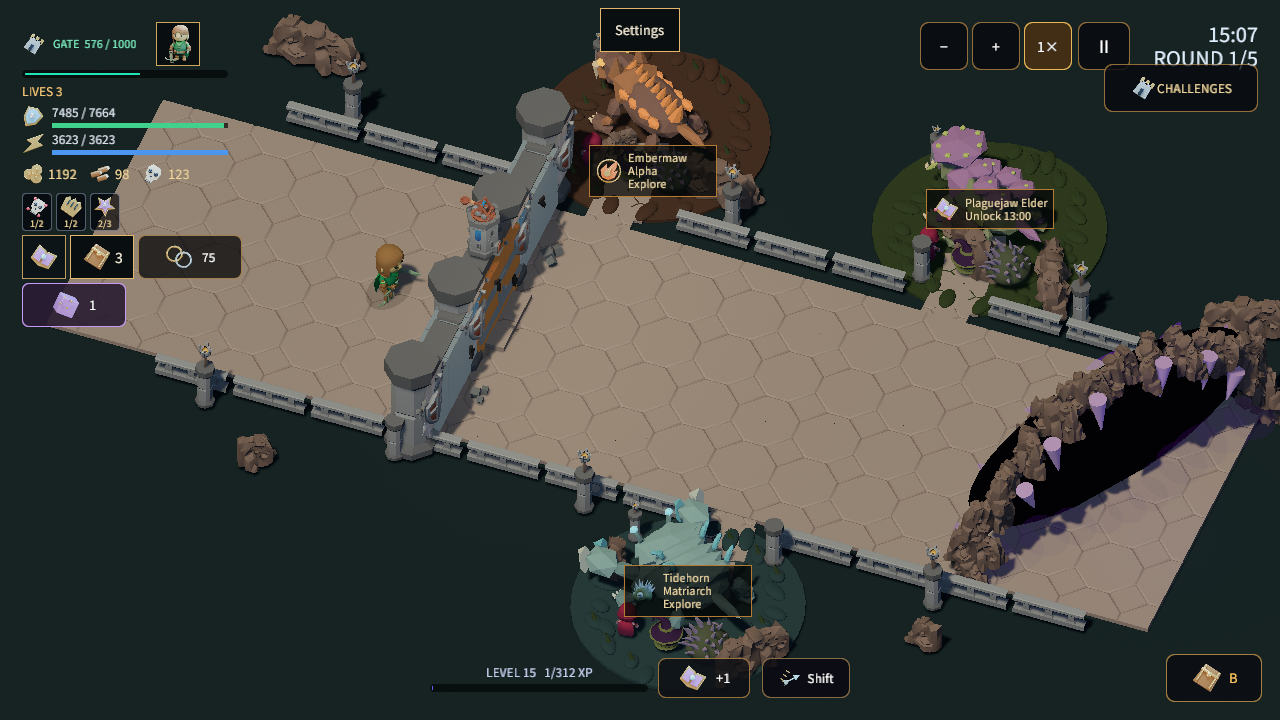 Settings
GATE 576 / 1000
LIVES 3
7485 / 7664
3623 / 3623
1192
98
123
1/2
1/2
2/3
3
75
1
−
+
1×
15:07
ROUND 1/5
CHALLENGES
Embermaw
Alpha
Explore
Plaguejaw Elder
Unlock 13:00
Tidehorn
Matriarch
Explore
LEVEL 15 1/312 XP
+1
Shift
B